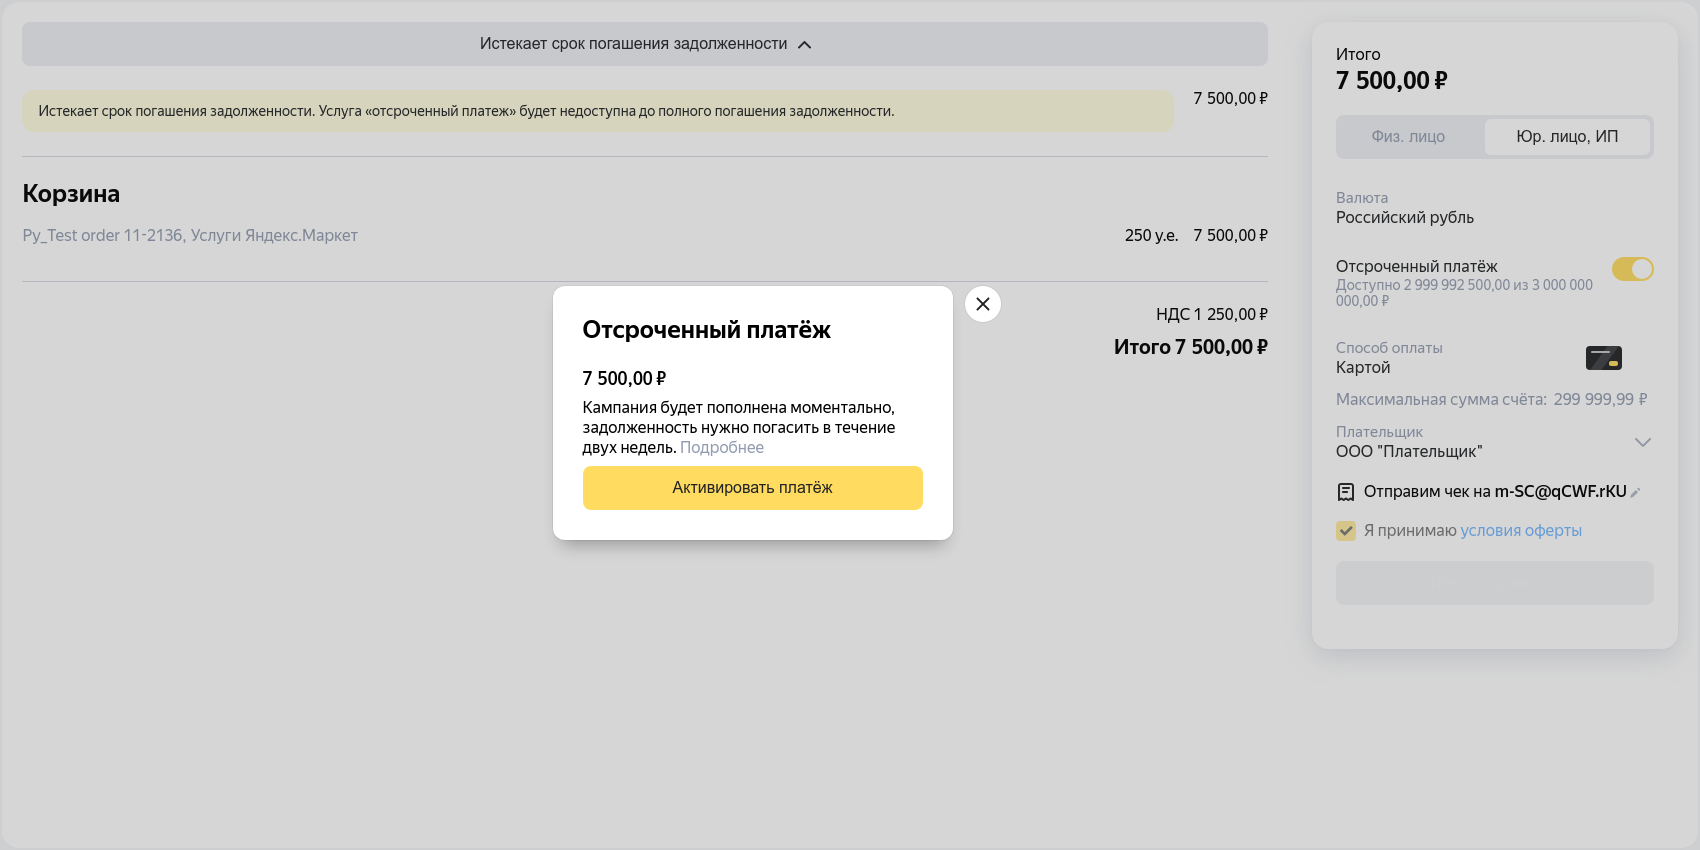 Истекает срок погашения задолженности
Истекает срок погашения задолженности. Услуга «отсроченный платеж» будет недоступна до полного погашения задолженности.
7 500,00 ₽
Корзина
Py_Test order 11-2136, Услуги Яндекс.Маркет
250 у.е. 7 500,00 ₽
НДС 1 250,00 ₽
Итого 7 500,00 ₽
Отсроченный платёж
7 500,00 ₽
Кампания будет пополнена моментально,
задолженность нужно погасить в течение
двух недель. Подробнее
Активировать платёж
Итого
7 500,00 ₽
Физ. лицо
Юр. лицо, ИП
Валюта
Российский рубль
Отсроченный платёж
Доступно 2 999 992 500,00 из 3 000 000
000,00 ₽
Способ оплаты
Картой
Максимальная сумма счёта: 299 999,99 ₽
Плательщик
ООО "Плательщик"
Отправим чек на m-SC@qCWF.rKU
Я принимаю условия оферты